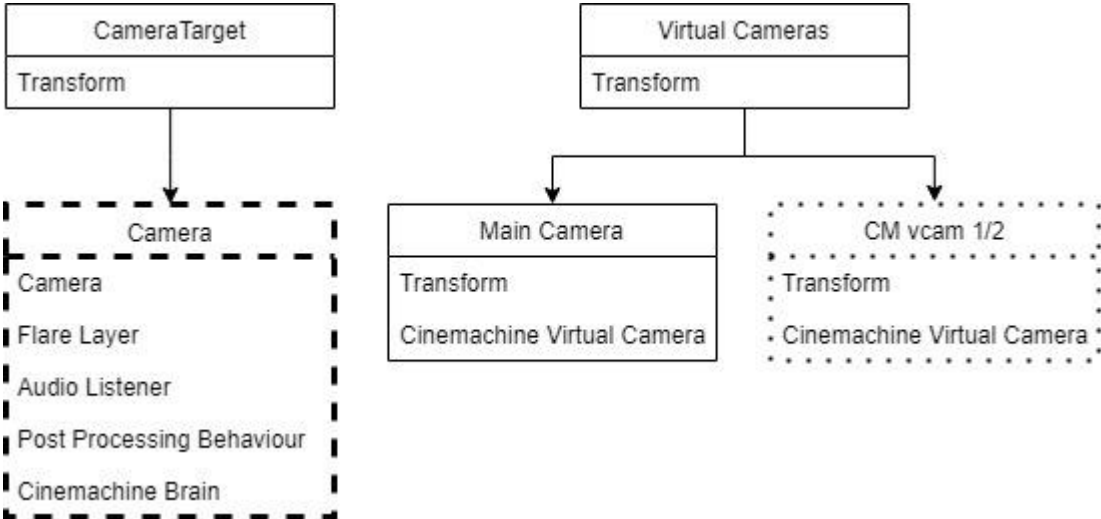 CameraTarget
Transform
Camera
Camera
Flare Layer
Audio Listener
Post Processing Behaviour
Cinemachine Brain
Virtual Cameras
Transform
Main Camera
Transform
Cinemachine Virtual Camera
CM vcam 1/2
Transform
Cinemachine Virtual Camera